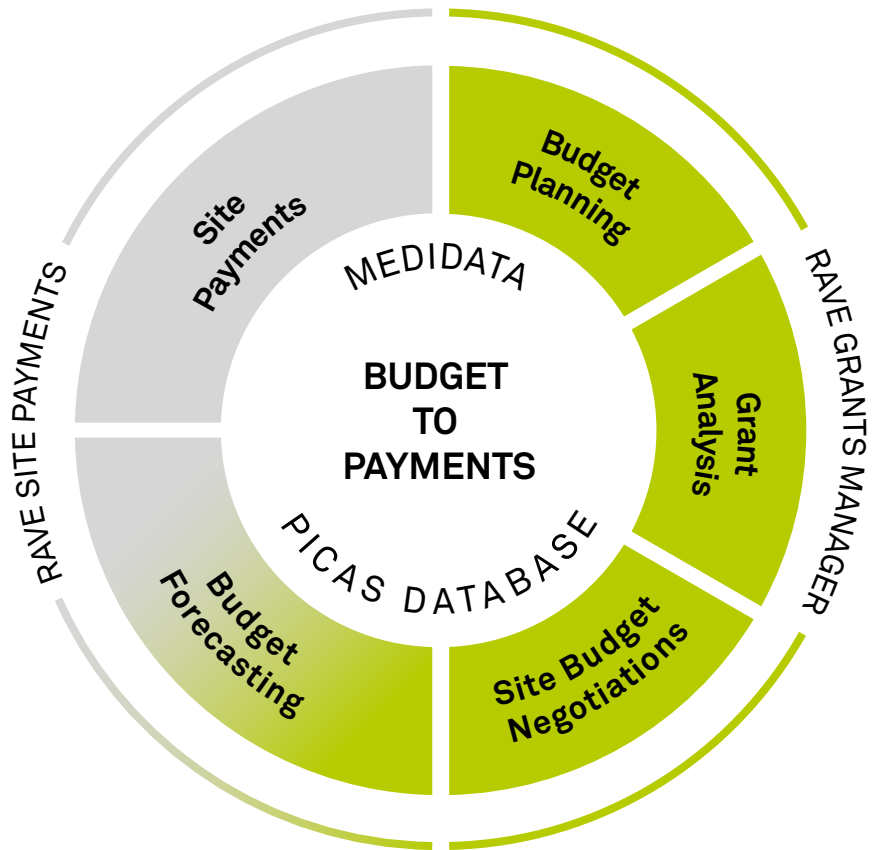 MEDIDATA
BUDGET
TO
PAYMENTS
PICAS DATABASE
Budget
Planning
Grant
Analysis
Site Budget
Negotiations
Budget
Forecasting
Site
Payments
RAVE GRANTS MANAGER
RAVE SITE PAYMENTS